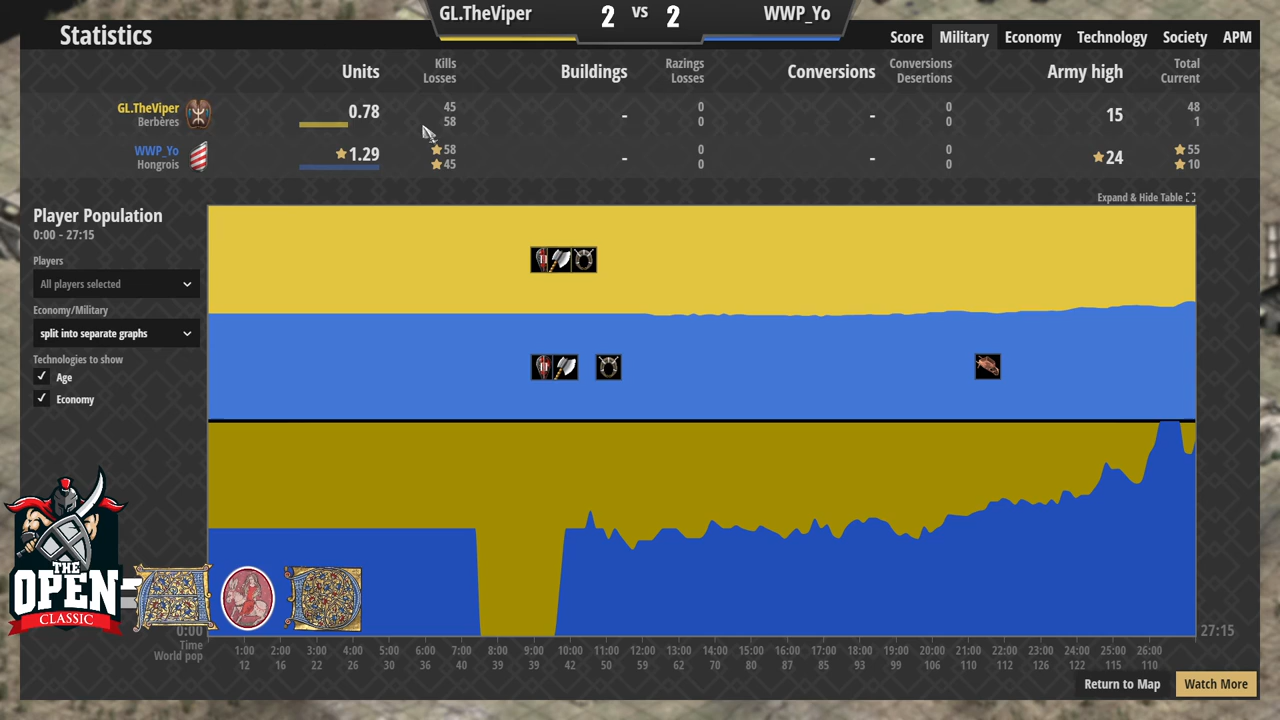 GL.TheViper 2 vs 2 WWP_Yo
Statistics
Score Military Economy Technology Society APM
Units
Kills
Losses
Buildings
Razings
Losses
Conversions
Conversions
Desertions
Army high
Total
Current
GL.TheViper
Berbères
0.78
45
58
-
0
0
-
0
0
15
48
1
WWP_Yo
Hongrois
1.29
58
45
-
0
0
-
0
0
24
55
10
Expand & Hide Table
Player Population
0:00 - 27:15
Players
All players selected
Economy/Military
split into separate graphs
Technologies to show
Age
Economy
THE
OPEN
CLASSIC
0:00
27:15
Time
World pop
1:00 2:00 3:00 4:00 5:00 6:00 7:00 8:00 9:00 10:00 11:00 12:00 13:00 14:00 15:00 16:00 17:00 18:00 19:00 20:00 21:00 22:00 23:00 24:00 25:00 26:00
12 16 22 26 30 36 40 39 39 42 50 59 62 70 80 87 85 93 99 106 110 112 126 122 115 110
Return to Map
Watch More